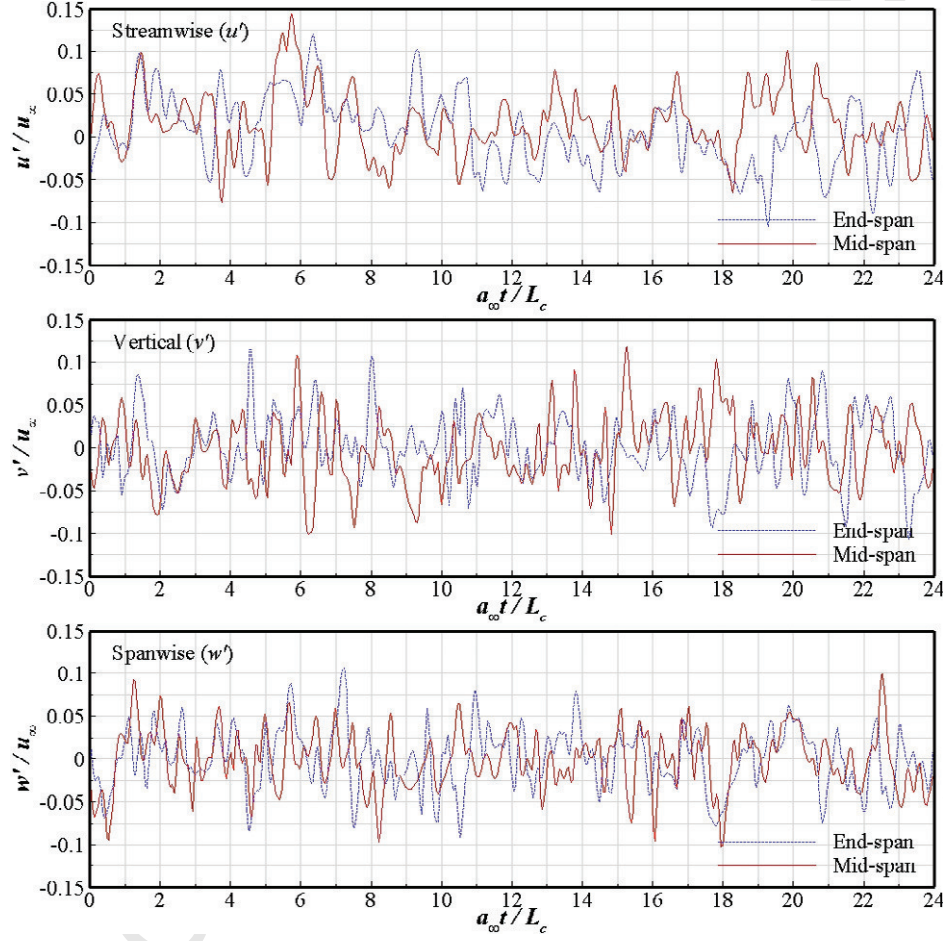 Streamwise (u')
0.15
0.1
0.05
0
-0.05
-0.1
-0.15
u' / u∞
End-span
Mid-span
0 2 4 6 8 10 12 14 16 18 20 22 24
a∞ t / Lc
Vertical (v')
0.15
0.1
0.05
0
-0.05
-0.1
-0.15
v' / u∞
End-span
Mid-span
0 2 4 6 8 10 12 14 16 18 20 22 24
a∞ t / Lc
Spanwise (w')
0.15
0.1
0.05
0
-0.05
-0.1
-0.15
w' / u∞
End-span
Mid-span
0 2 4 6 8 10 12 14 16 18 20 22 24
a∞ t / Lc